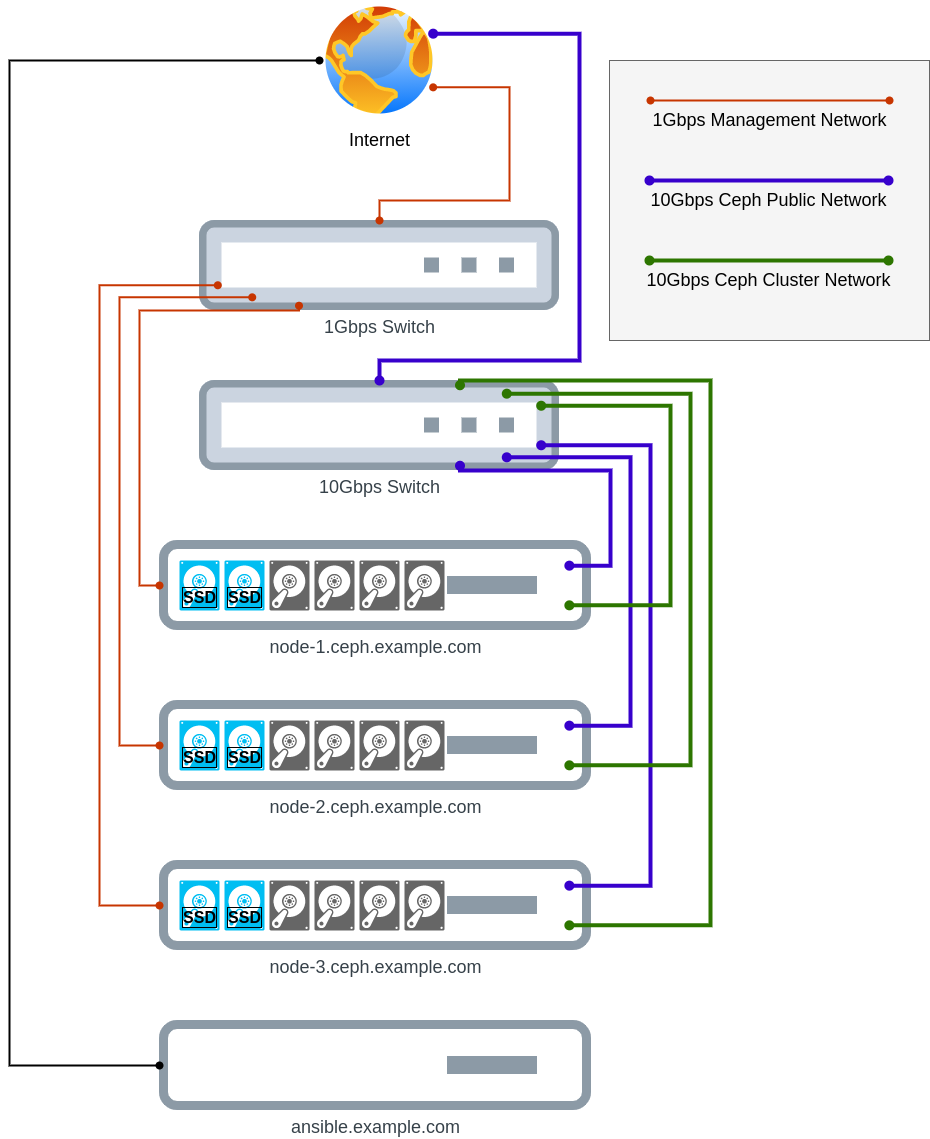 Internet
1Gbps Management Network
10Gbps Ceph Public Network
10Gbps Ceph Cluster Network
1Gbps Switch
10Gbps Switch
SSD SSD
node-1.ceph.example.com
SSD SSD
node-2.ceph.example.com
SSD SSD
node-3.ceph.example.com
ansible.example.com